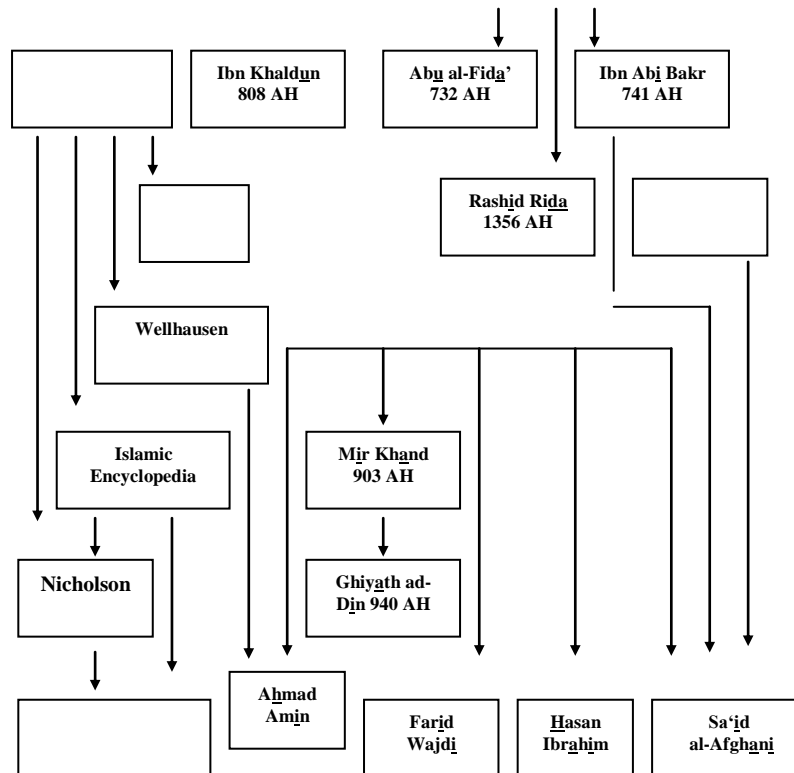 Ibn Khaldun
808 AH
Abu al-Fida’
732 AH
Ibn Abi Bakr
741 AH
Rashid Rida
1356 AH
Wellhausen
Islamic
Encyclopedia
Mir Khand
903 AH
Nicholson
Ghiyath ad-
Din 940 AH
Ahmad
Amin
Farid
Wajdi
Hasan
Ibrahim
Sa‘id
al-Afghani